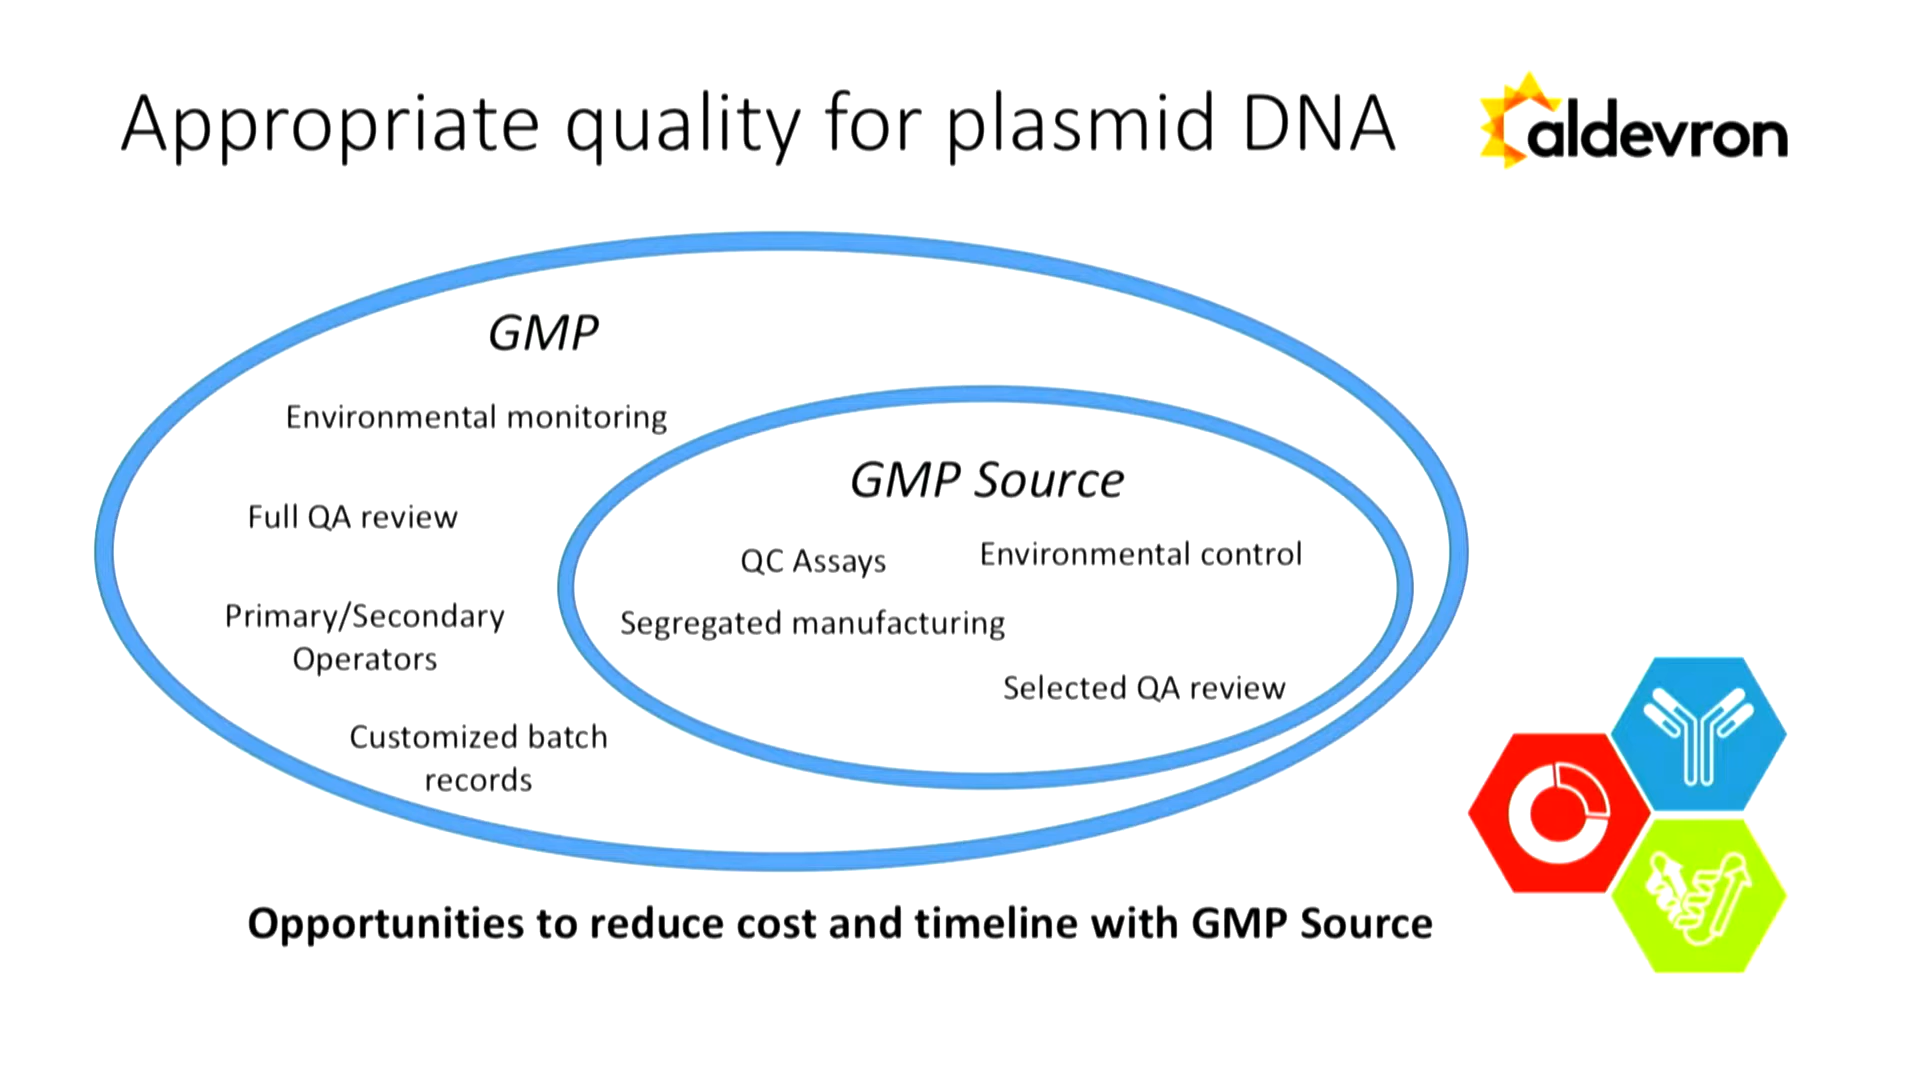 Appropriate quality for plasmid DNA
aldevron
GMP
Environmental monitoring
Full QA review
Primary/Secondary
Operators
Customized batch
records
GMP Source
QC Assays
Environmental control
Segregated manufacturing
Selected QA review
Opportunities to reduce cost and timeline with GMP Source